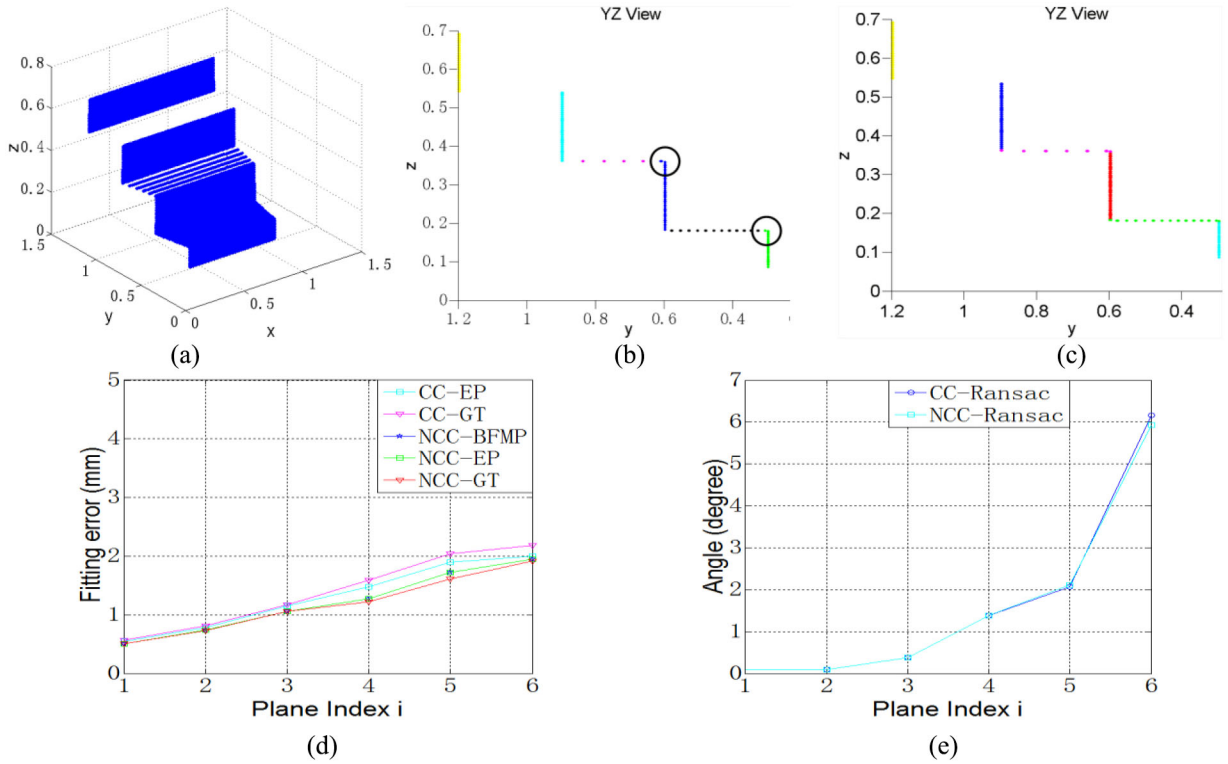 YZ View
YZ View
0.8
0.6
z 0.4
0.2
0
1.5
1
0.5
0
y
0
0.5
1
1.5
x
0.7
0.6
0.5
0.4
z
0.3
0.2
0.1
0
1.2 1 0.8 0.6 0.4
y
0.7
0.6
0.5
0.4
z
0.3
0.2
0.1
0
1.2 1 0.8 0.6 0.4
y
(a)
(b)
(c)
5
4
3
2
1
0
Fitting error (mm)
CC-EP
CC-GT
NCC-BFMP
NCC-EP
NCC-GT
1 2 3 4 5 6
Plane Index i
(d)
7
6
5
4
3
2
1
0
Angle (degree)
CC-Ransac
NCC-Ransac
1 2 3 4 5 6
Plane Index i
(e)